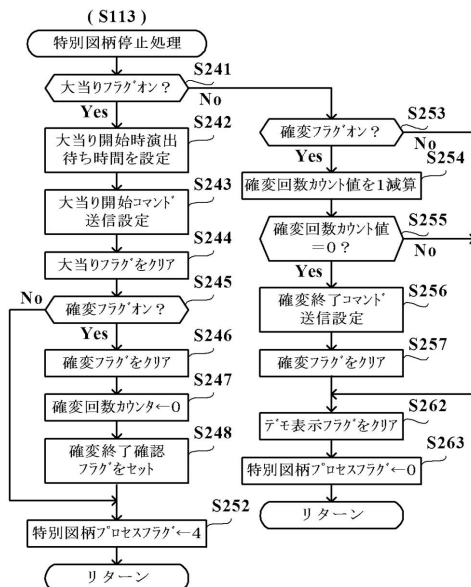 ( S113 )
特別図柄停止処理
S241
大当りフラグオン？
Yes
No
S242
大当り開始時演出
待ち時間を設定
S243
大当り開始コマンド
送信設定
S244
大当りフラグをクリア
S245
No
確変フラグオン？
Yes
S246
確変フラグをクリア
S247
確変回数カウンタ←0
S248
確変終了確認
フラグをセット
S252
特別図柄プロセスフラグ←4
リターン
S253
確変フラグオン？
Yes
No
S254
確変回数カウント値を1減算
S255
確変回数カウント値
＝0？
Yes
No
S256
確変終了コマンド
送信設定
S257
確変フラグをクリア
S262
デモ表示フラグをクリア
S263
特別図柄プロセスフラグ←0
リターン